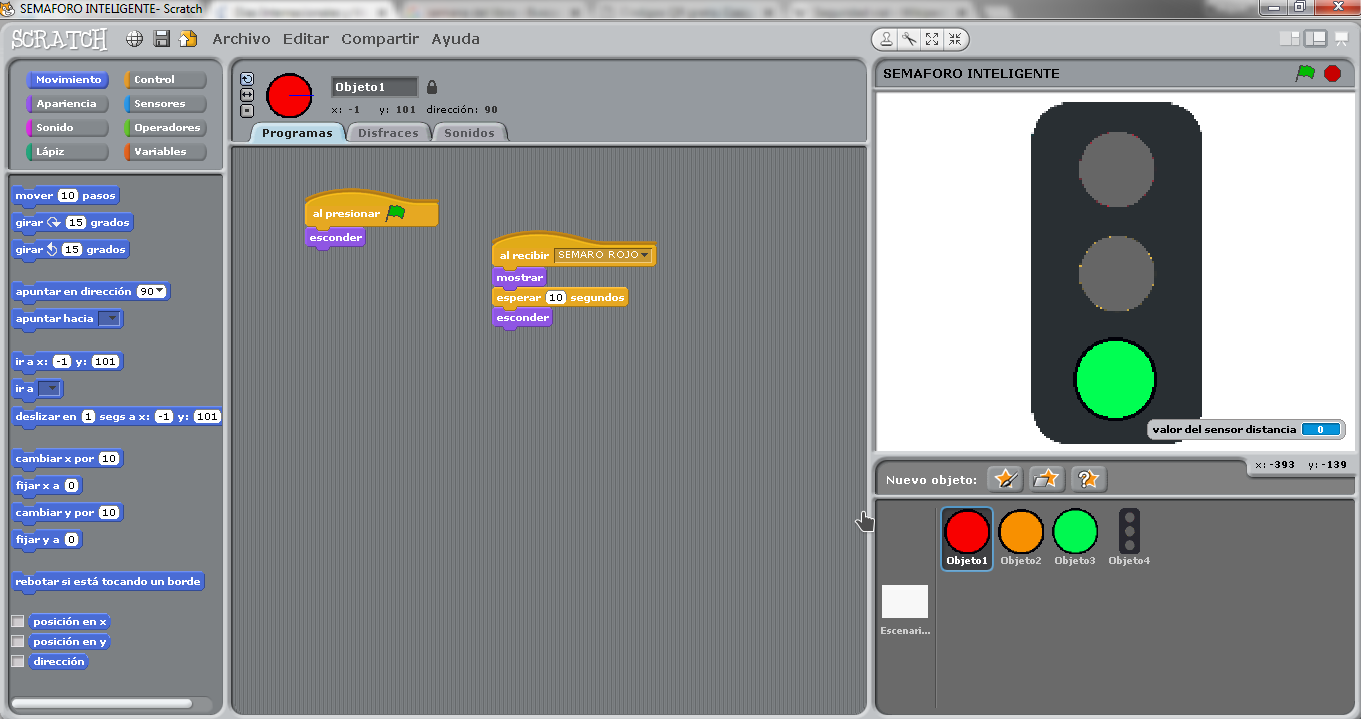 SEMAFORO INTELIGENTE- Scratch
SCRATCH
Archivo Editar Compartir Ayuda
Movimiento Control
Apariencia Sensores
Sonido Operadores
Lápiz Variables
mover 10 pasos
girar 15 grados
girar 15 grados
apuntar en dirección 90
apuntar hacia
ir a x: -1 y: 101
ir a
deslizar en 1 segs a x: -1 y: 101
cambiar x por 10
fijar x a 0
cambiar y por 10
fijar y a 0
rebotar si está tocando un borde
posición en x
posición en y
dirección
Objeto1
x: -1 y: 101 dirección: 90
Programas Disfraces Sonidos
al presionar
esconder
al recibir SEMARO ROJO
mostrar
esperar 10 segundos
esconder
SEMAFORO INTELIGENTE
valor del sensor distancia 0
x: -393 y: -139
Nuevo objeto:
Objeto1 Objeto2 Objeto3 Objeto4
Escenari...